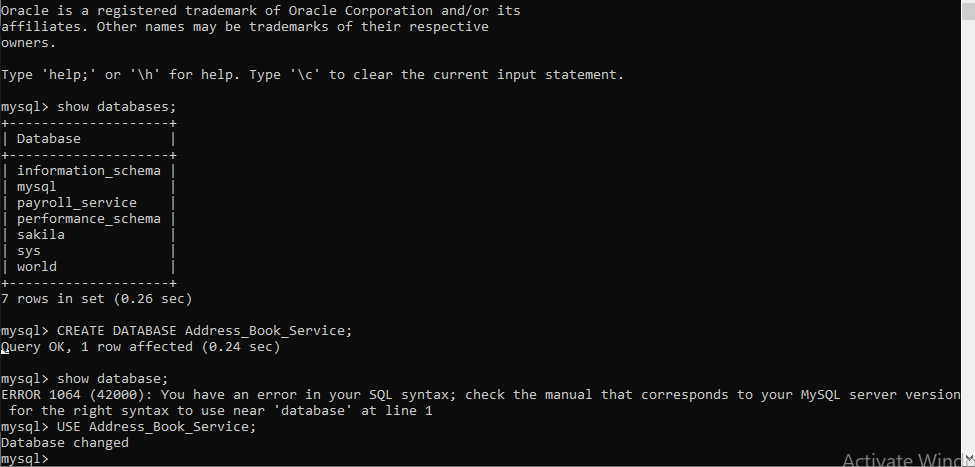 Oracle is a registered trademark of Oracle Corporation and/or its
affiliates. Other names may be trademarks of their respective
owners.

Type 'help;' or '\h' for help. Type '\c' to clear the current input statement.

mysql> show databases;
+--------------------+
| Database           |
+--------------------+
| information_schema |
| mysql              |
| payroll_service    |
| performance_schema |
| sakila             |
| sys                |
| world              |
+--------------------+
7 rows in set (0.26 sec)

mysql> CREATE DATABASE Address_Book_Service;
Query OK, 1 row affected (0.24 sec)

mysql> show database;
ERROR 1064 (42000): You have an error in your SQL syntax; check the manual that corresponds to your MySQL server version
 for the right syntax to use near 'database' at line 1
mysql> USE Address_Book_Service;
Database changed
mysql>
Activate